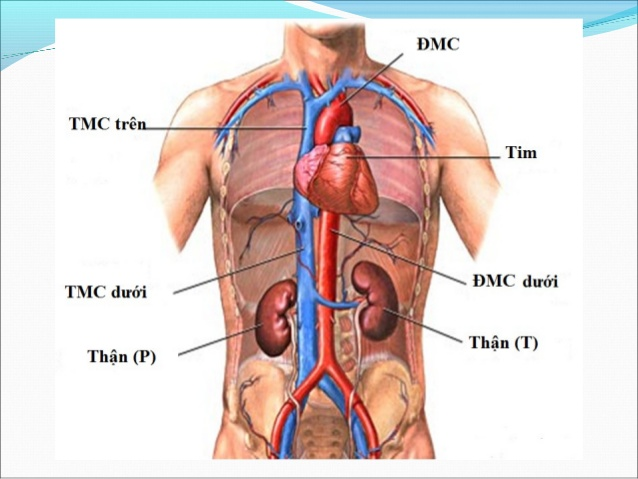 ĐMC
TMC trên
Tim
TMC dưới
ĐMC dưới
Thận (P)
Thận (T)